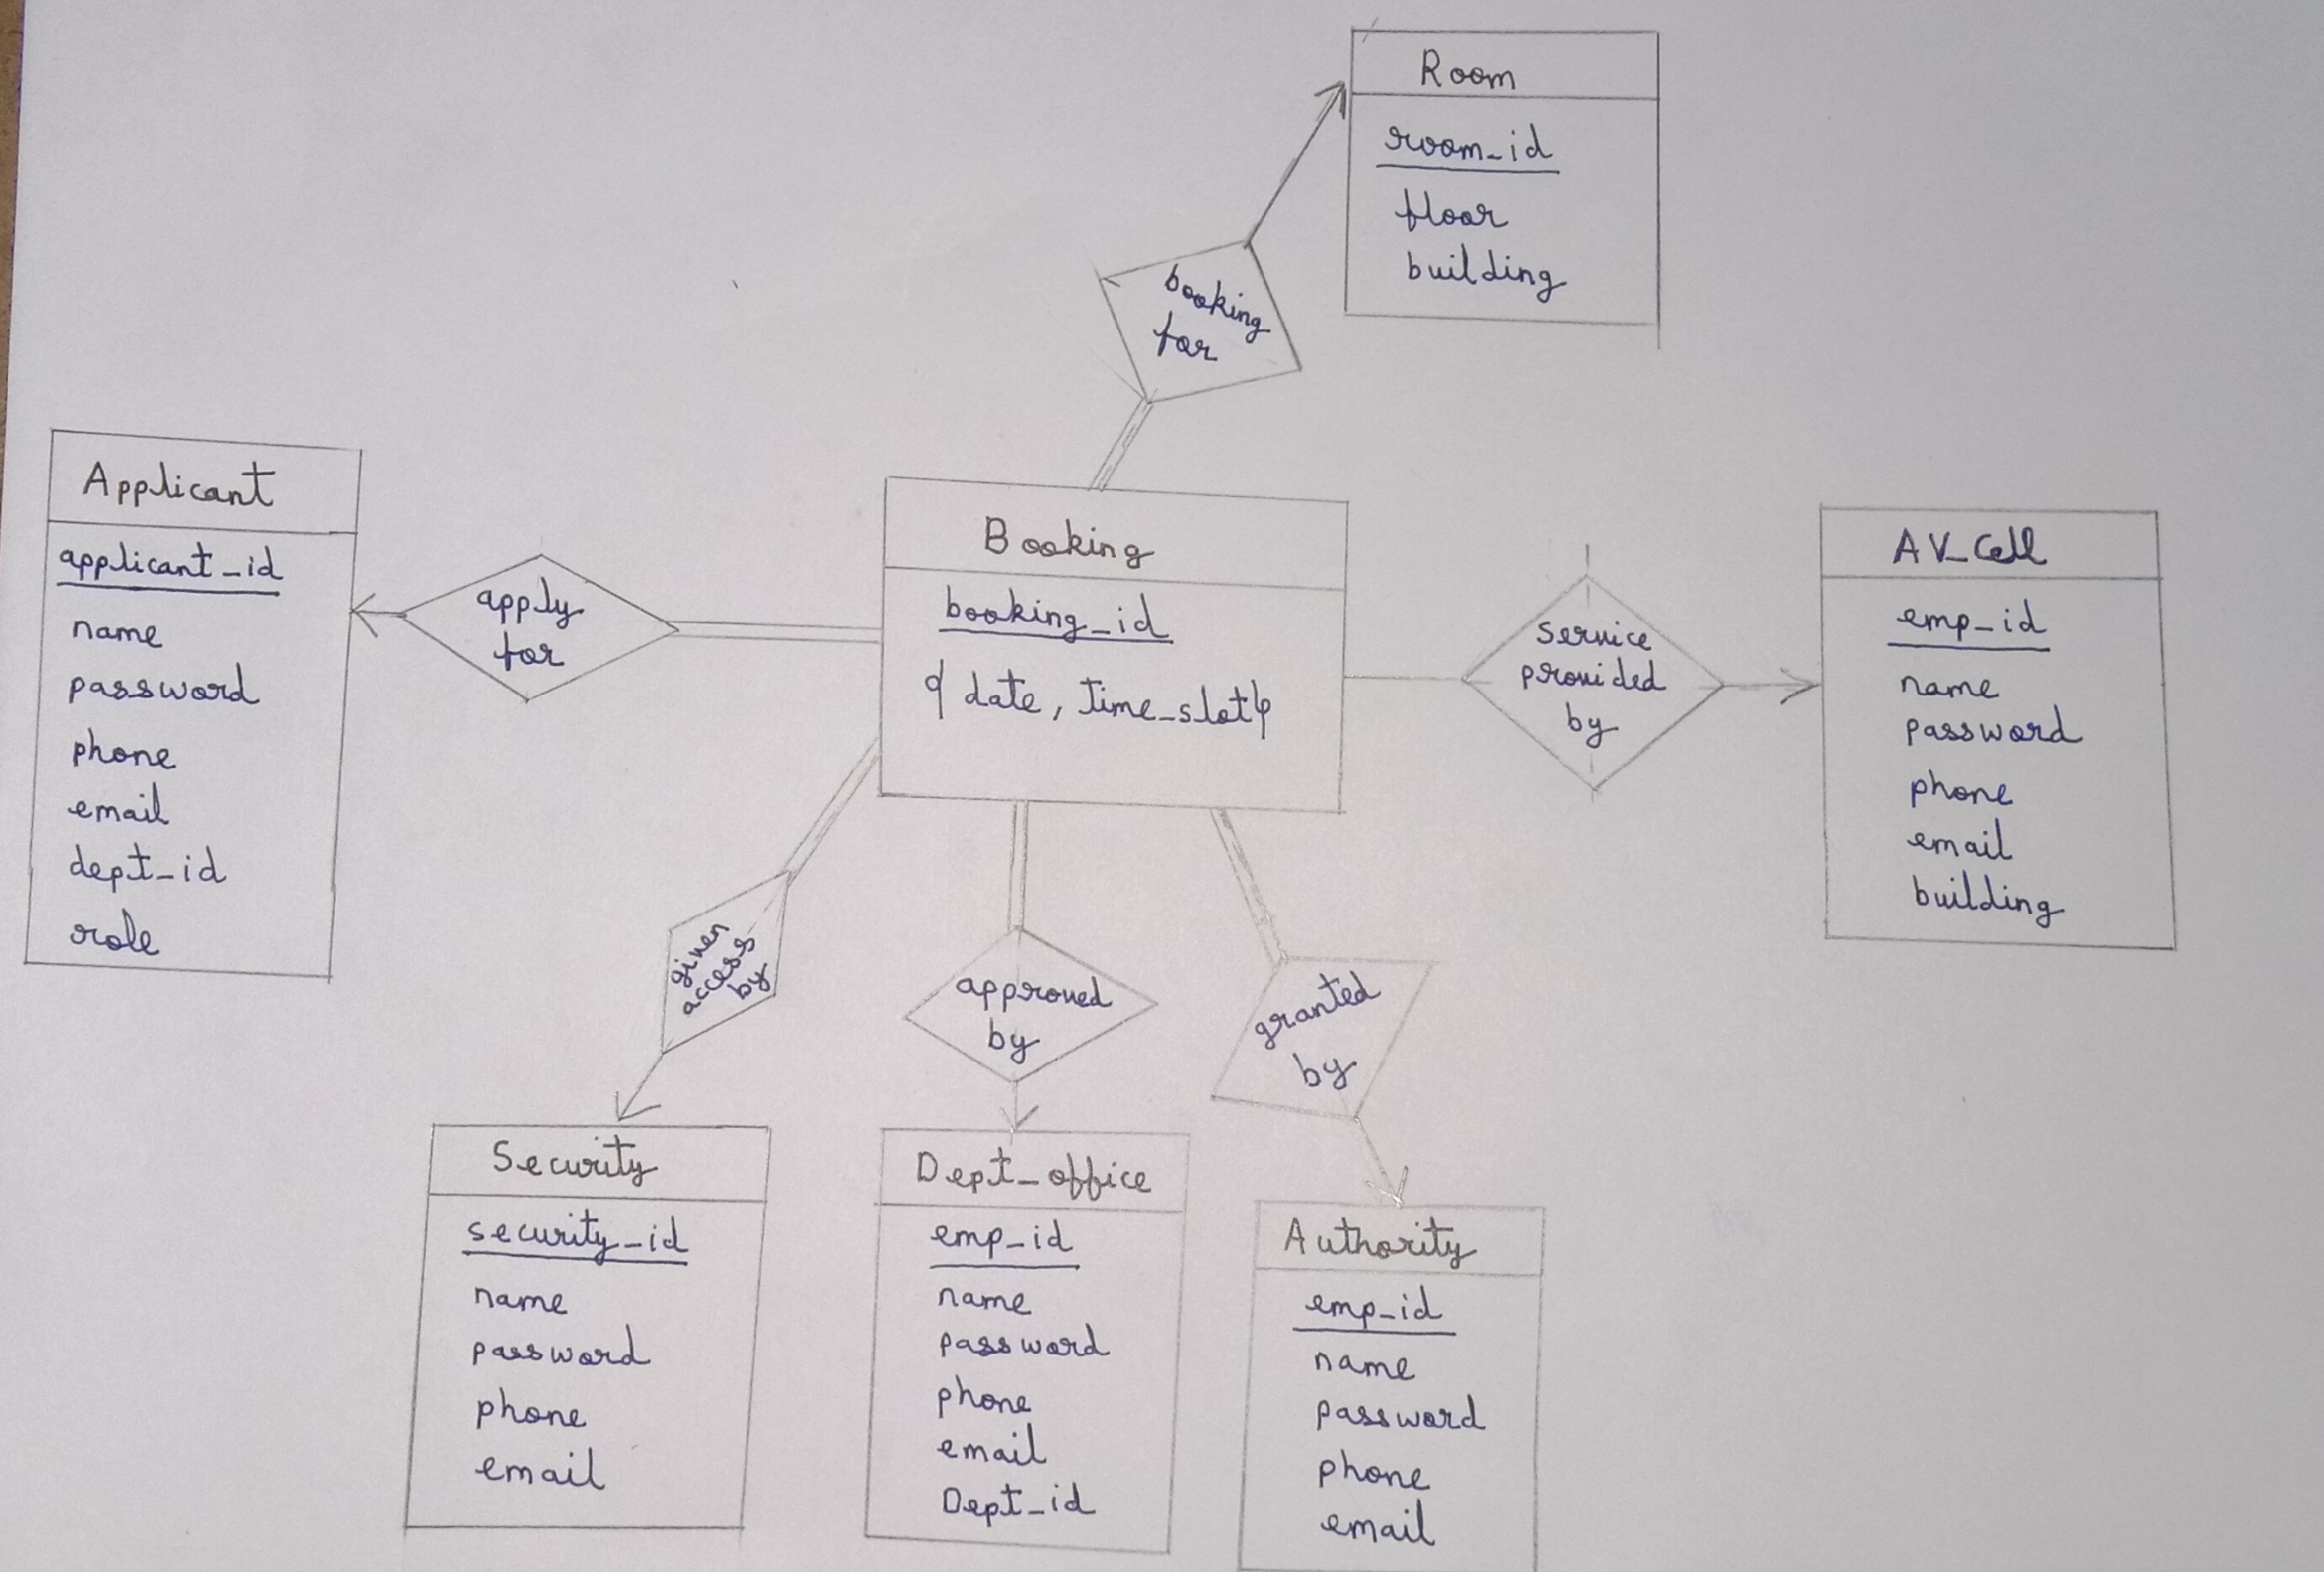 Room
room_id
floor
building
booking
for
Applicant
applicant_id
name
password
phone
email
dept_id
role
apply
for
Booking
booking_id
{ date, time_slot }
service
provided
by
AV_Cell
emp_id
name
password
phone
email
building
given
access
by
approved
by
granted
by
Security
security_id
name
password
phone
email
Dept_office
emp_id
name
password
phone
email
Dept_id
Authority
emp_id
name
password
phone
email